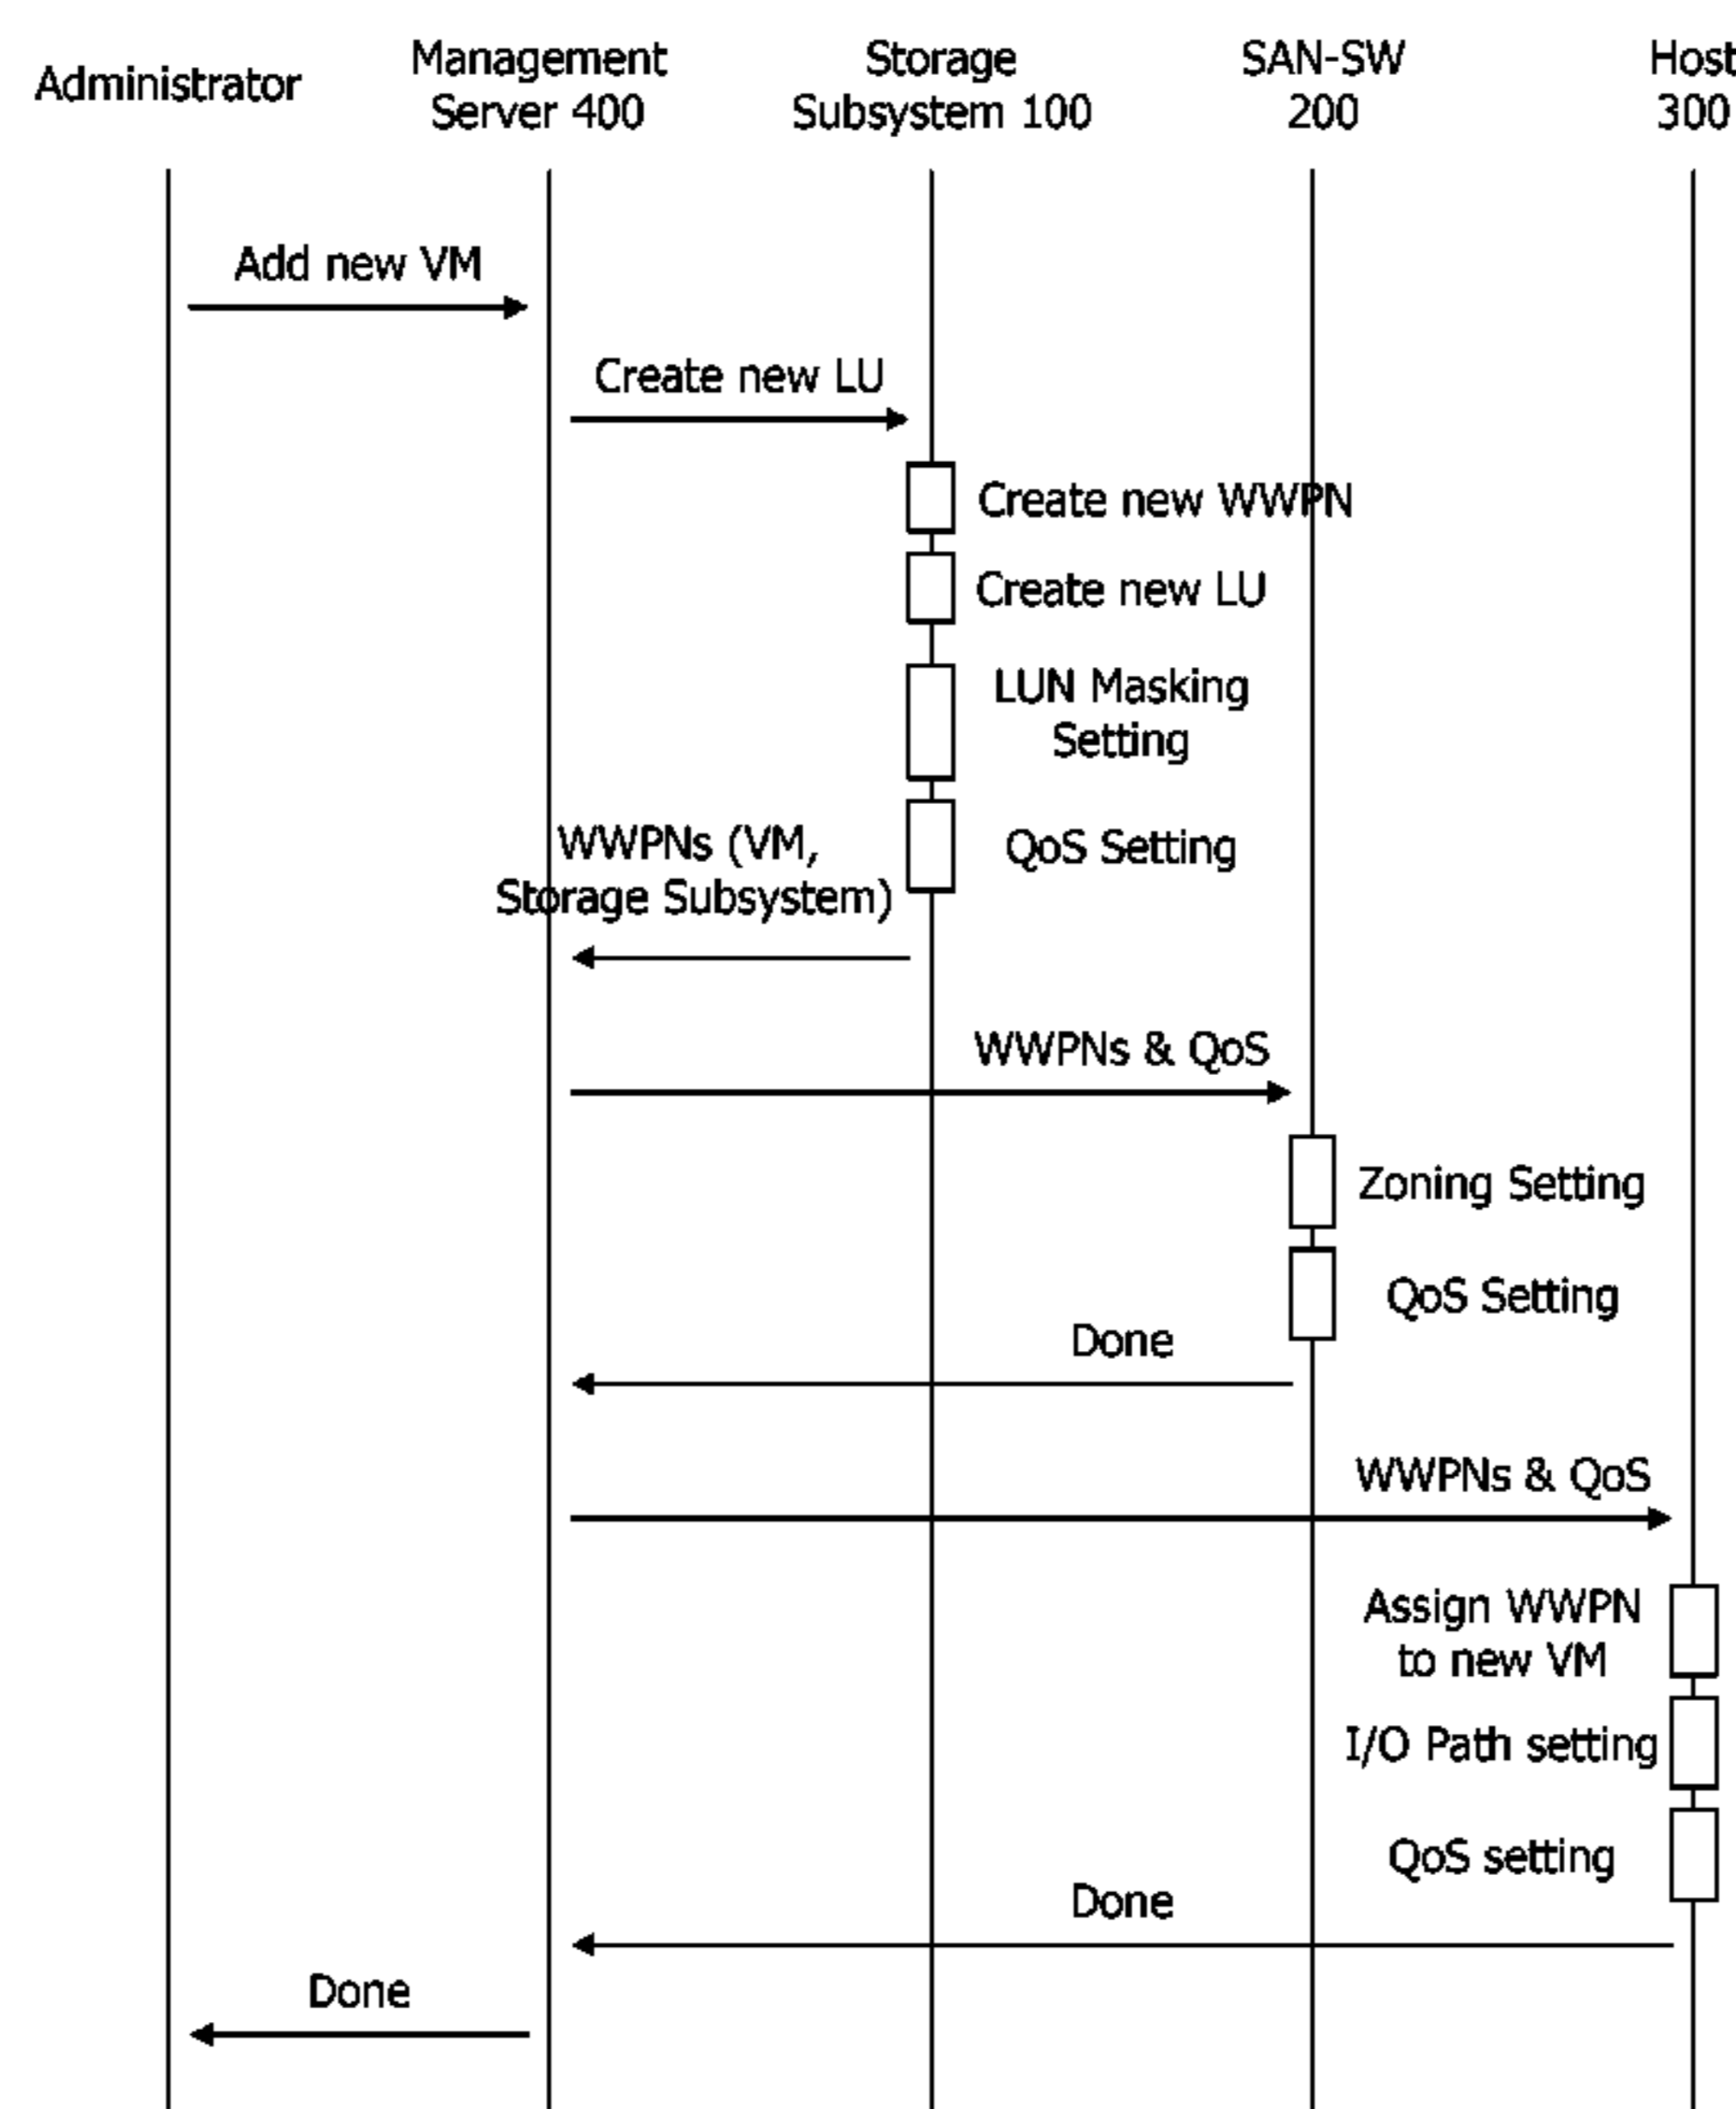 Administrator
Management
Server 400
Storage
Subsystem 100
SAN-SW
200
Host
300
Add new VM
Create new LU
Create new WWPN
Create new LU
LUN Masking
Setting
QoS Setting
WWPNs (VM,
Storage Subsystem)
WWPNs & QoS
Zoning Setting
QoS Setting
Done
WWPNs & QoS
Assign WWPN
to new VM
I/O Path setting
QoS setting
Done
Done